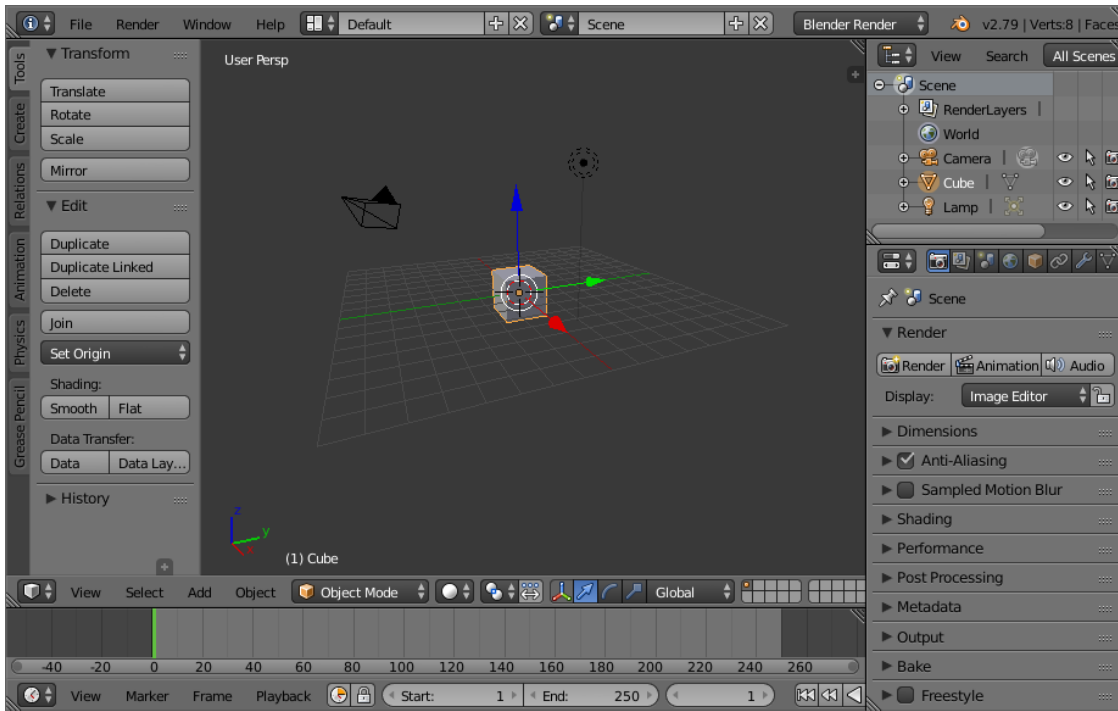 File Render Window Help Default Scene Blender Render v2.79 | Verts:8 | Faces
Tools
Create
Relations
Animation
Physics
Grease Pencil
Transform
Translate
Rotate
Scale
Mirror
Edit
Duplicate
Duplicate Linked
Delete
Join
Set Origin
Shading:
Smooth Flat
Data Transfer:
Data Data Lay...
History
User Persp
z
y
x
(1) Cube
View Select Add Object Object Mode Global
-40 -20 0 20 40 60 80 100 120 140 160 180 200 220 240 260
View Marker Frame Playback Start: 1 End: 250 1
View Search All Scenes
Scene
RenderLayers |
World
Camera |
Cube |
Lamp |
Scene
Render
Render Animation Audio
Display: Image Editor
Dimensions
Anti-Aliasing
Sampled Motion Blur
Shading
Performance
Post Processing
Metadata
Output
Bake
Freestyle